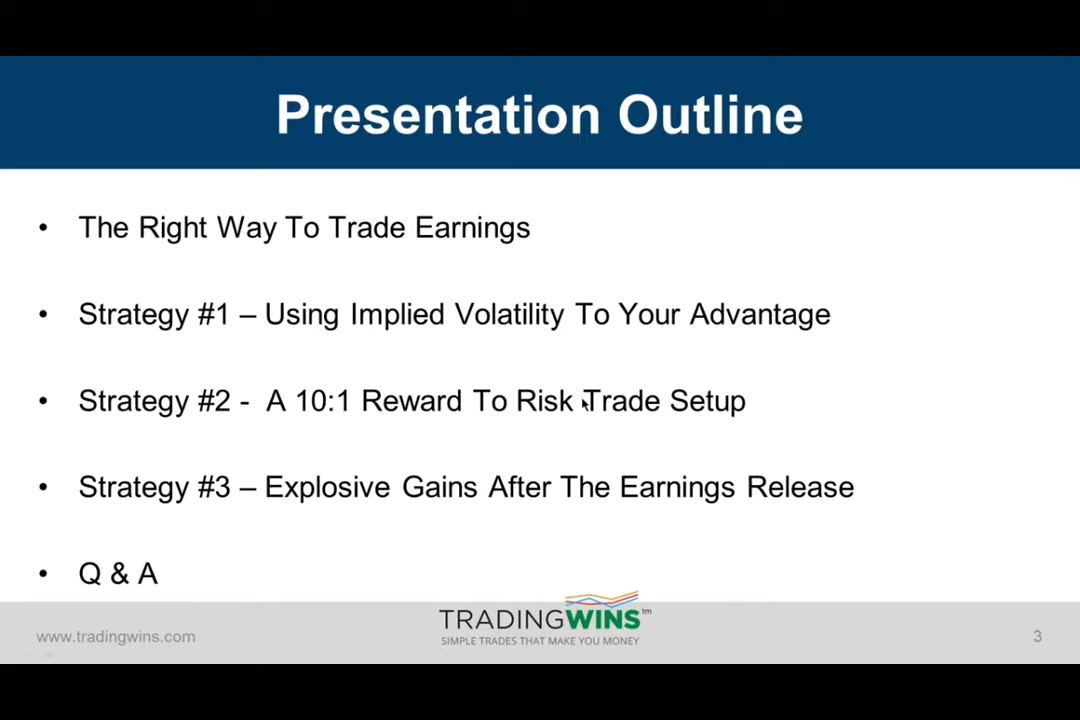 Presentation Outline
• The Right Way To Trade Earnings
• Strategy #1 – Using Implied Volatility To Your Advantage
• Strategy #2 -  A 10:1 Reward To Risk Trade Setup
• Strategy #3 – Explosive Gains After The Earnings Release
• Q & A
www.tradingwins.com
TRADINGWINS™
SIMPLE TRADES THAT MAKE YOU MONEY
3